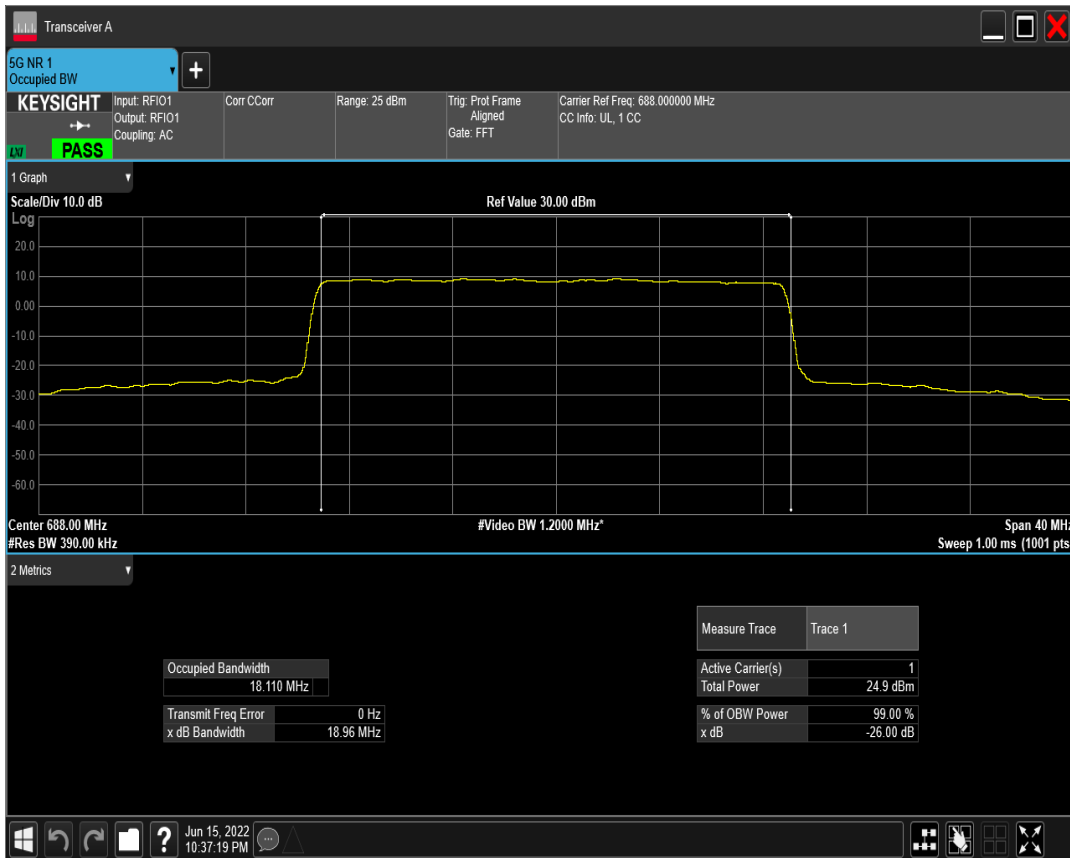 Transceiver A
5G NR 1
Occupied BW
+
KEYSIGHT
LXI
PASS
Input: RFIO1
Output: RFIO1
Coupling: AC
Corr CCorr
Range: 25 dBm
Trig: Prot Frame
Aligned
Gate: FFT
Carrier Ref Freq: 688.000000 MHz
CC Info: UL, 1 CC
1 Graph
Scale/Div 10.0 dB
Ref Value 30.00 dBm
Log
20.0
10.0
0.00
-10.0
-20.0
-30.0
-40.0
-50.0
-60.0
Center 688.00 MHz
#Video BW 1.2000 MHz*
Span 40 MHz
#Res BW 390.00 kHz
Sweep 1.00 ms (1001 pts
2 Metrics
Measure Trace Trace 1
Occupied Bandwidth
18.110 MHz
Active Carrier(s) 1
Total Power 24.9 dBm
Transmit Freq Error 0 Hz
x dB Bandwidth 18.96 MHz
% of OBW Power 99.00 %
x dB -26.00 dB
?
Jun 15, 2022
10:37:19 PM